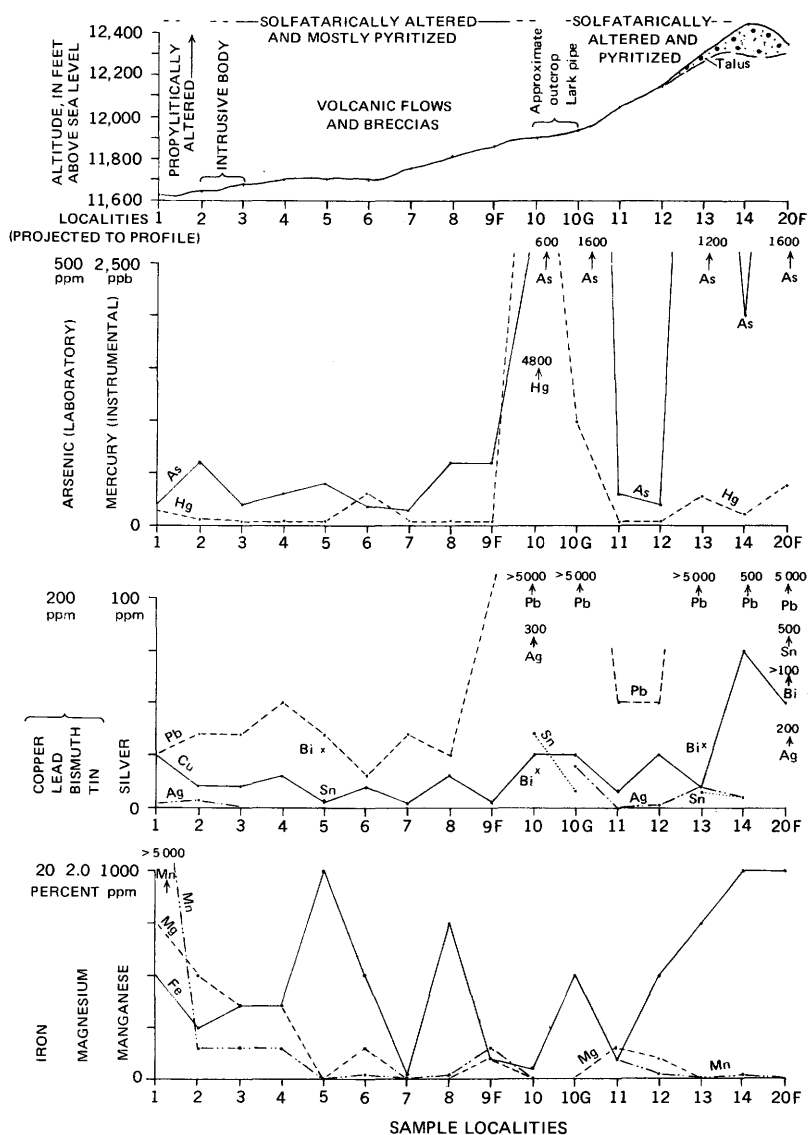 12,400
12,200
12,000
11,800
11,600
ALTITUDE, IN FEET
ABOVE SEA LEVEL
PROPYLITICALLY
ALTERED
INTRUSIVE BODY
SOLFATARICALLY ALTERED
AND MOSTLY PYRITIZED
VOLCANIC FLOWS
AND BRECCIAS
Approximate
outcrop
Lark pipe
SOLFATARICALLY
ALTERED AND
PYRITIZED
Talus
LOCALITIES 1 2 3 4 5 6 7 8 9F 10 10G 11 12 13 14 20F
(PROJECTED TO PROFILE)
500 2,500
ppm ppb
ARSENIC (LABORATORY)
MERCURY (INSTRUMENTAL)
0
As
Hg
600
As
4800
Hg
1600
As
As
1200
As
Hg
As
1600
As
1 2 3 4 5 6 7 8 9F 10 10G 11 12 13 14 20F
200 100
ppm ppm
COPPER
LEAD
BISMUTH
TIN
SILVER
0
Pb
Cu
Ag
Bi x
Sn
>5000
Pb
300
Ag
Sn
Bi x
>5000
Pb
Pb
Ag
>5000
Pb
Bi x
Sn
500
Pb
5000
Pb
500
Sn
>100
Bi
200
Ag
1 2 3 4 5 6 7 8 9F 10 10G 11 12 13 14 20F
20 2.0 1000
PERCENT ppm
IRON
MAGNESIUM
MANGANESE
0
>5000
Mn
Mn
Mg
Fe
Mg
Mn
1 2 3 4 5 6 7 8 9F 10 10G 11 12 13 14 20F
SAMPLE LOCALITIES